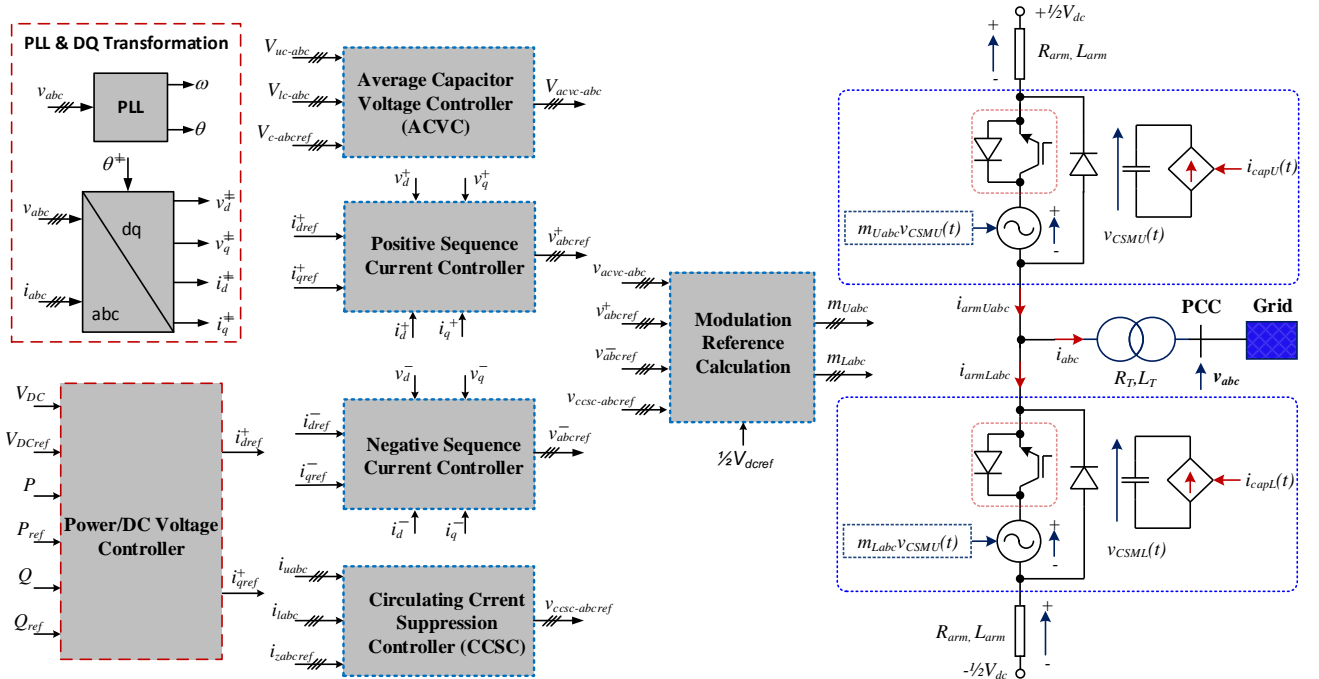 PLL & DQ Transformation
v_abc
PLL
ω
θ
θ^∓
v_abc
i_abc
dq
abc
v_d^∓
v_q^∓
i_d^∓
i_q^∓
V_DC
V_DCref
P
P_ref
Q
Q_ref
Power/DC Voltage
Controller
i_dref^+
i_qref^+
V_uc-abc
V_lc-abc
V_c-abcref
Average Capacitor
Voltage Controller
(ACVC)
V_acvc-abc
v_d^+
v_q^+
i_dref^+
i_qref^+
Positive Sequence
Current Controller
v_abcref^+
i_d^+
i_q^+
v_d^-
v_q^-
i_dref^-
i_qref^-
Negative Sequence
Current Controller
v_abcref^-
i_d^-
i_q^-
i_uabc
i_labc
i_zabcref
Circulating Crrent
Suppression
Controller (CCSC)
v_ccsc-abcref
v_acvc-abc
v_abcref^+
v_abcref^-
v_ccsc-abcref
Modulation
Reference
Calculation
m_Uabc
m_Labc
½V_dcref
+½V_dc
+
-
R_arm, L_arm
m_Uabc v_CSMU(t)
+
-
v_CSMU(t)
i_capU(t)
i_armUabc
i_abc
R_T,L_T
PCC
v_abc
Grid
i_armLabc
m_Labc v_CSMU(t)
+
-
v_CSML(t)
i_capL(t)
R_arm, L_arm
+
-
-½V_dc